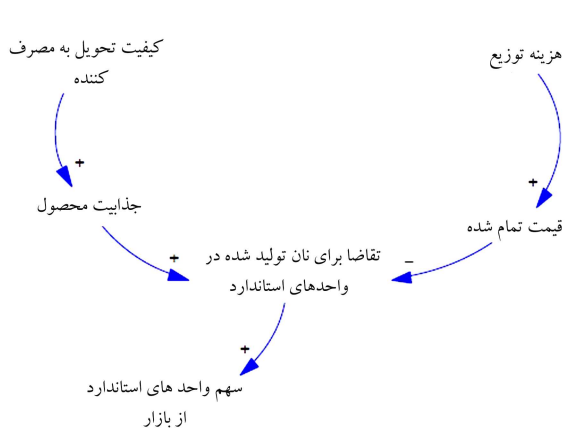 کیفیت تحویل به مصرف
کننده
هزینه توزیع
+
+
جذابیت محصول
قیمت تمام شده
+
تقاضا برای نان تولید شده در
واحدهای استاندارد
−
+
سهم واحد های استاندارد
از بازار